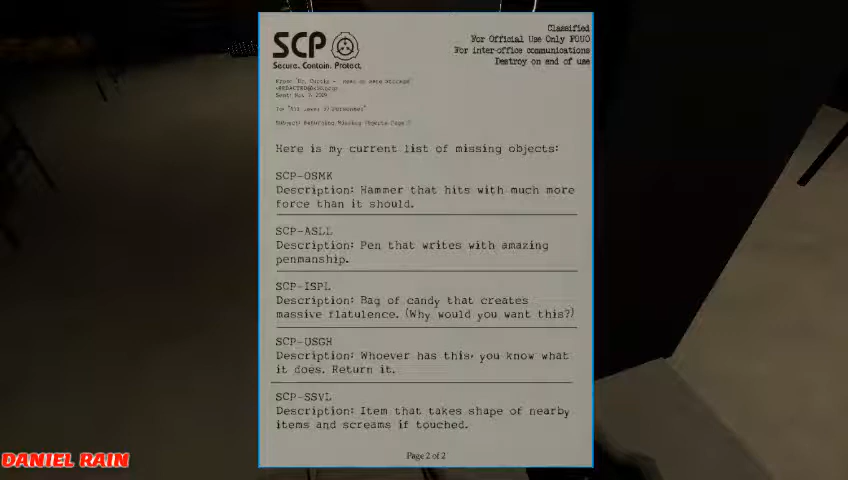 SCP
Secure. Contain. Protect.
Classified
For Official Use Only FOUO
For inter-office communications
Destroy on end of use
Here is my current list of missing objects:
SCP-OSMK
Description: Hammer that hits with much more
force than it should.
SCP-ASLL
Description: Pen that writes with amazing
penmanship.
SCP-ISPL
Description: Bag of candy that creates
massive flatulence. (Why would you want this?)
SCP-USGH
Description: Whoever has this, you know what
it does. Return it.
SCP-SSVL
Description: Item that takes shape of nearby
items and screams if touched.
Page 2 of 2
DANIEL RAIN